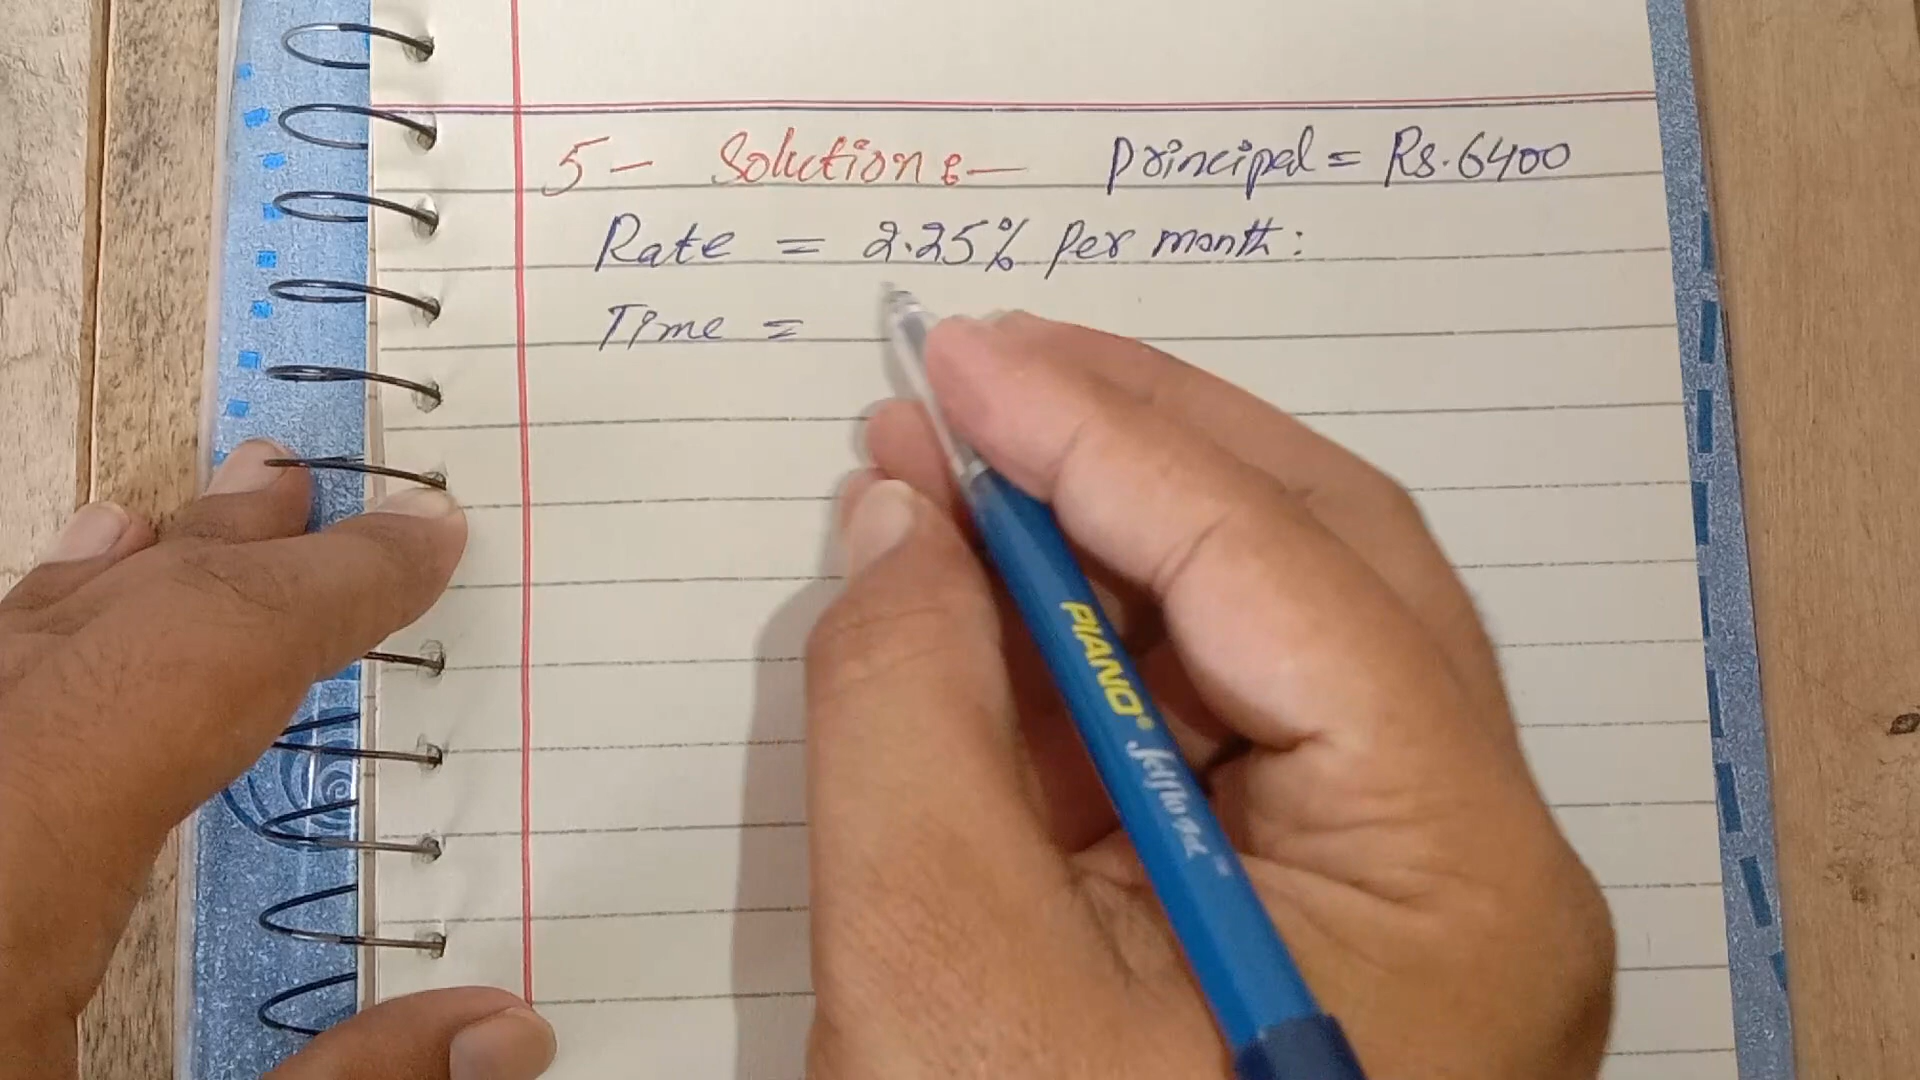 5- Solution:- Principal = Rs.6400
Rate = 2.25% Per month:
Time =
PIANO